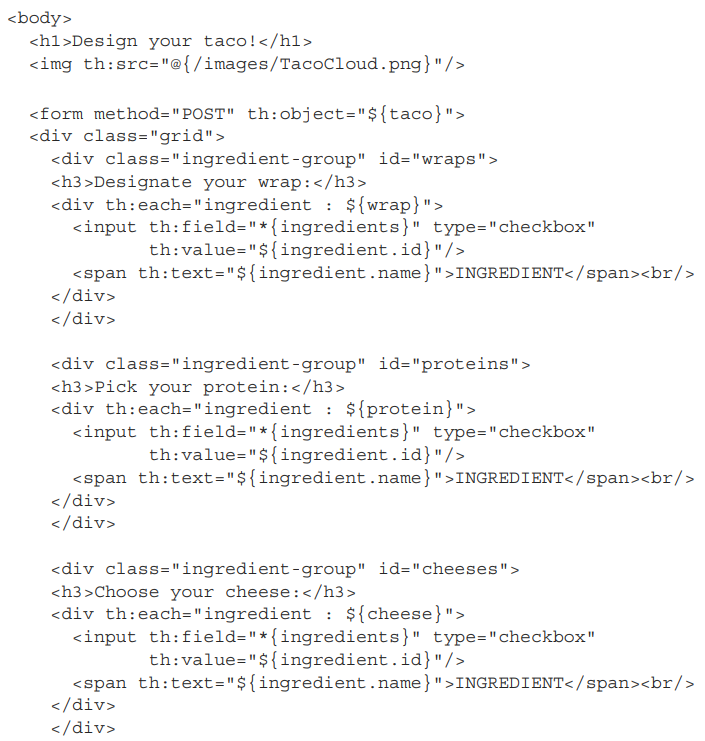 <body>
  <h1>Design your taco!</h1>
  <img th:src="@{/images/TacoCloud.png}"/>

  <form method="POST" th:object="${taco}">
  <div class="grid">
    <div class="ingredient-group" id="wraps">
    <h3>Designate your wrap:</h3>
    <div th:each="ingredient : ${wrap}">
      <input th:field="*{ingredients}" type="checkbox"
             th:value="${ingredient.id}"/>
      <span th:text="${ingredient.name}">INGREDIENT</span><br/>
    </div>
    </div>

    <div class="ingredient-group" id="proteins">
    <h3>Pick your protein:</h3>
    <div th:each="ingredient : ${protein}">
      <input th:field="*{ingredients}" type="checkbox"
             th:value="${ingredient.id}"/>
      <span th:text="${ingredient.name}">INGREDIENT</span><br/>
    </div>
    </div>

    <div class="ingredient-group" id="cheeses">
    <h3>Choose your cheese:</h3>
    <div th:each="ingredient : ${cheese}">
      <input th:field="*{ingredients}" type="checkbox"
             th:value="${ingredient.id}"/>
      <span th:text="${ingredient.name}">INGREDIENT</span><br/>
    </div>
    </div>